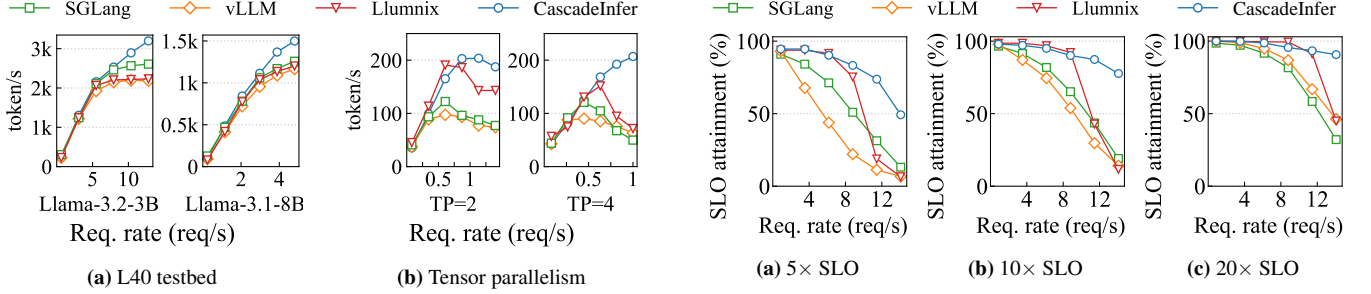 SGLang vLLM Llumnix CascadeInfer
token/s
3k
2k
1k
0
5 10
Llama-3.2-3B
1.5k
1k
0.5k
0
2 4
Llama-3.1-8B
Req. rate (req/s)
(a) L40 testbed
token/s
200
100
0
0.5 1
TP=2
200
100
0
0.5 1
TP=4
Req. rate (req/s)
(b) Tensor parallelism
SGLang vLLM Llumnix CascadeInfer
SLO attainment (%)
100
50
0
4 8 12
Req. rate (req/s)
(a) 5× SLO
SLO attainment (%)
100
50
0
4 8 12
Req. rate (req/s)
(b) 10× SLO
SLO attainment (%)
100
50
0
4 8 12
Req. rate (req/s)
(c) 20× SLO